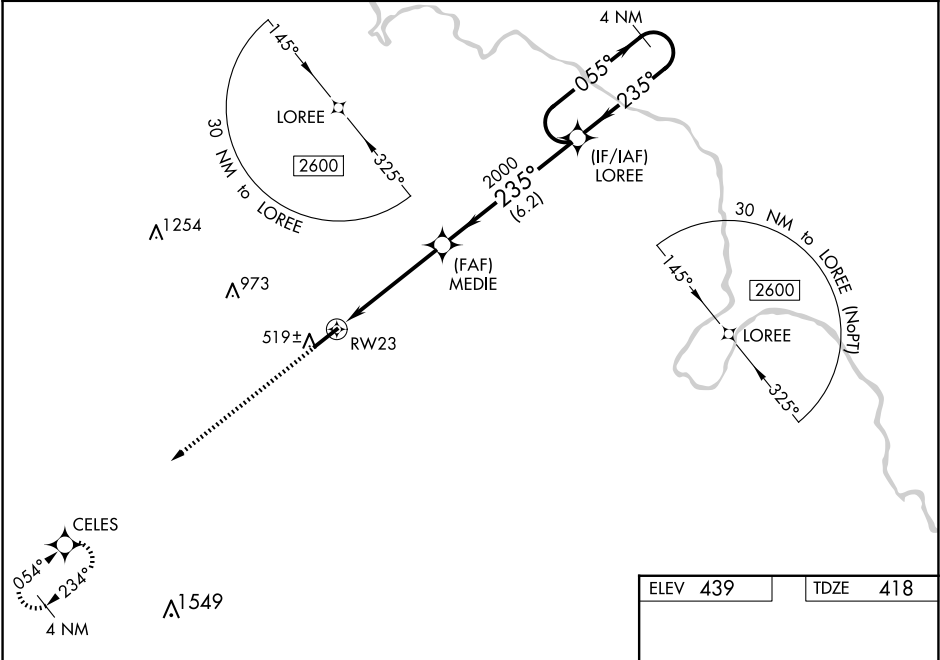 4 NM
145°
055°
235°
LOREE
(IF/IAF)
LOREE
2000
235°
(6.2)
2600
325°
30 NM to LOREE
30 NM to LOREE (NoPT)
1254
145°
(FAF)
MEDIE
2600
973
519±
RW23
LOREE
325°
CELES
054°
234°
4 NM
1549
ELEV 439
TDZE 418